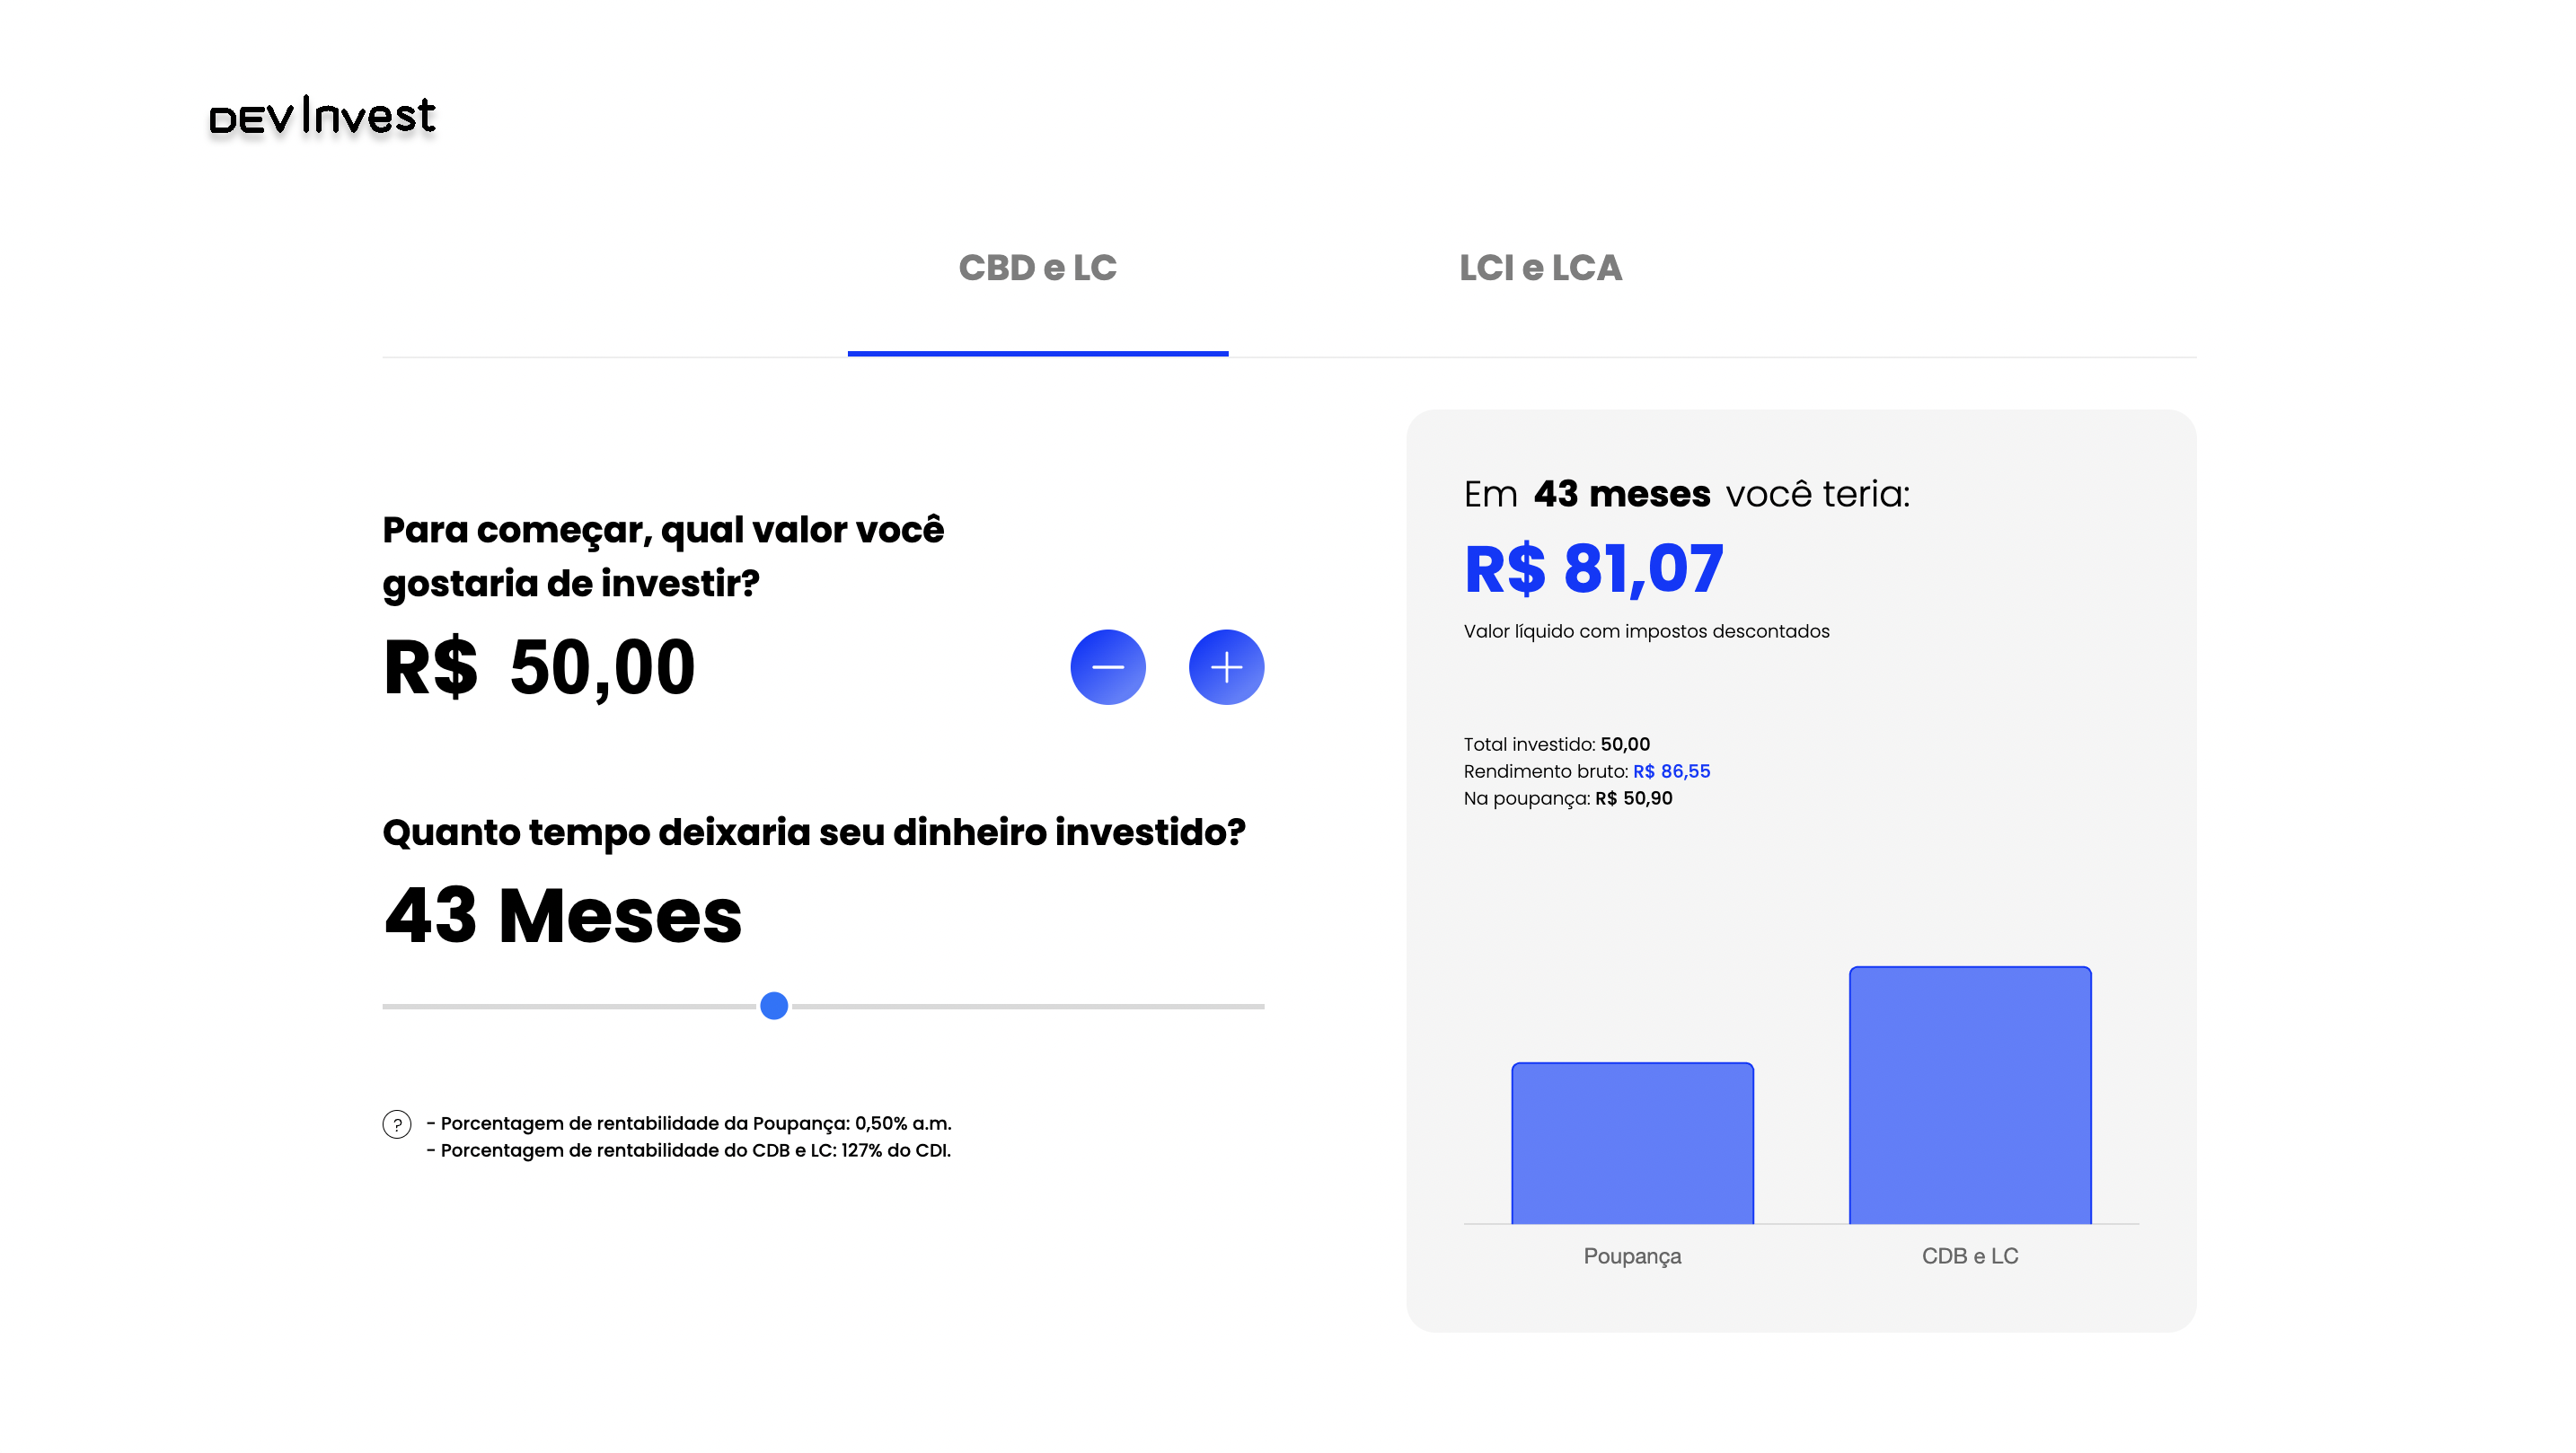 DEVInvest
CBD e LC
LCI e LCA
Para começar, qual valor você
gostaria de investir?
R$ 50,00
Quanto tempo deixaria seu dinheiro investido?
43 Meses
? - Porcentagem de rentabilidade da Poupança: 0,50% a.m.
- Porcentagem de rentabilidade do CDB e LC: 127% do CDI.
Em 43 meses você teria:
R$ 81,07
Valor líquido com impostos descontados
Total investido: 50,00
Rendimento bruto: R$ 86,55
Na poupança: R$ 50,90
Poupança
CDB e LC